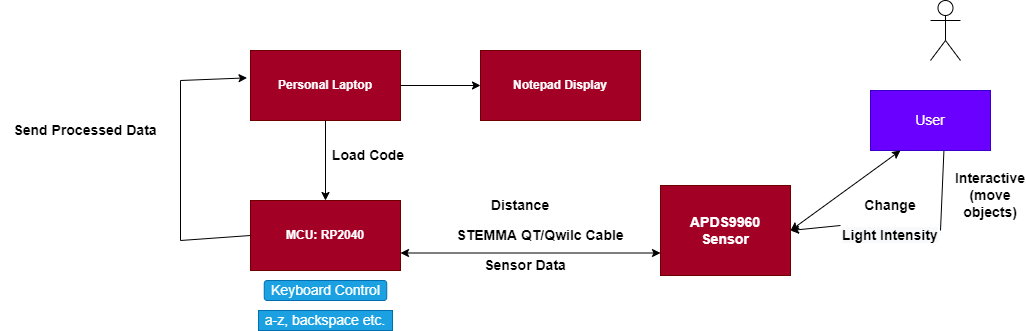 Personal Laptop
Notepad Display
User
Send Processed Data
Load Code
Interactive
(move
objects)
Change
Light Intensity
Distance
APDS9960
Sensor
MCU: RP2040
STEMMA QT/Qwilc Cable
Sensor Data
Keyboard Control
a-z, backspace etc.